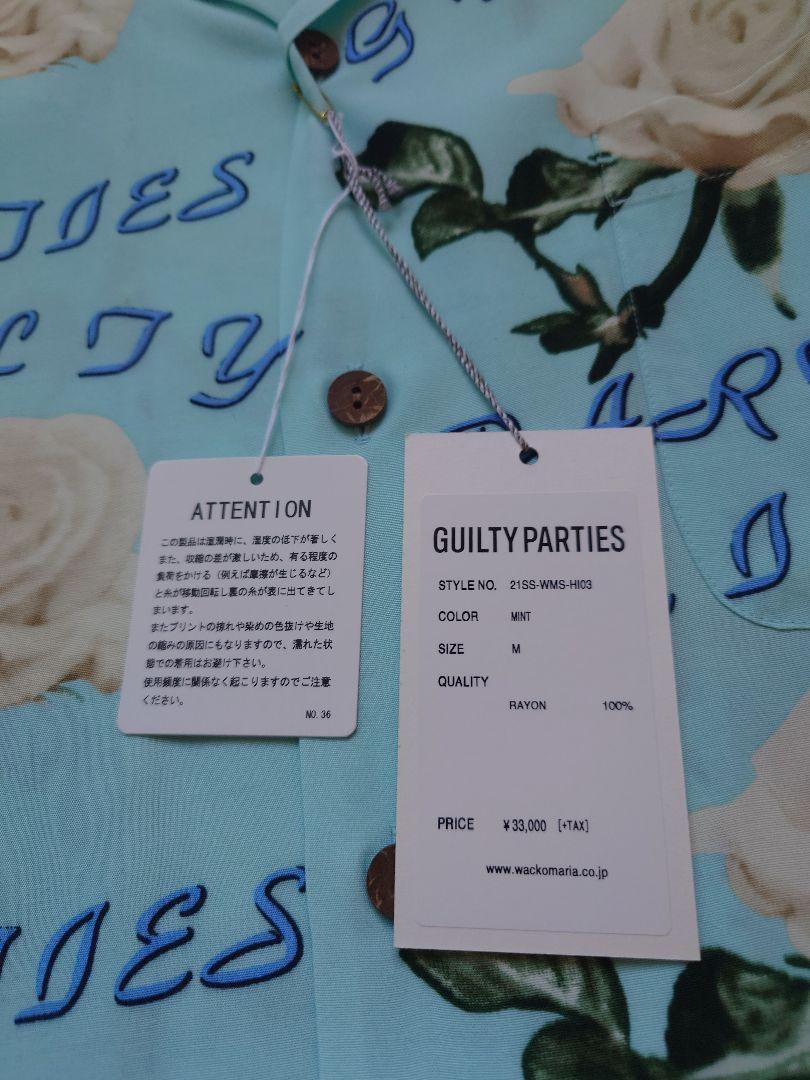 G
TIES
LTY
PAR
I
ATTENTION
この製品は湿潤時に、湿度の低下が著しく
また、収縮の差が激しいため、有る程度の
負荷をかける（例えば摩擦が生じるなど）
と糸が移動回転し裏の糸が表に出てきてし
まいます。
またプリントの擦れや染めの色抜けや生地
の縮みの原因にもなりますので、濡れた状
態での着用はお避け下さい。
使用頻度に関係なく起こりますのでご注意
ください。
NO.36
GUILTY PARTIES
STYLE NO. 21SS-WMS-HI03
COLOR MINT
SIZE M
QUALITY
RAYON 100%
PRICE ¥33,000 [+TAX]
www.wackomaria.co.jp
IES